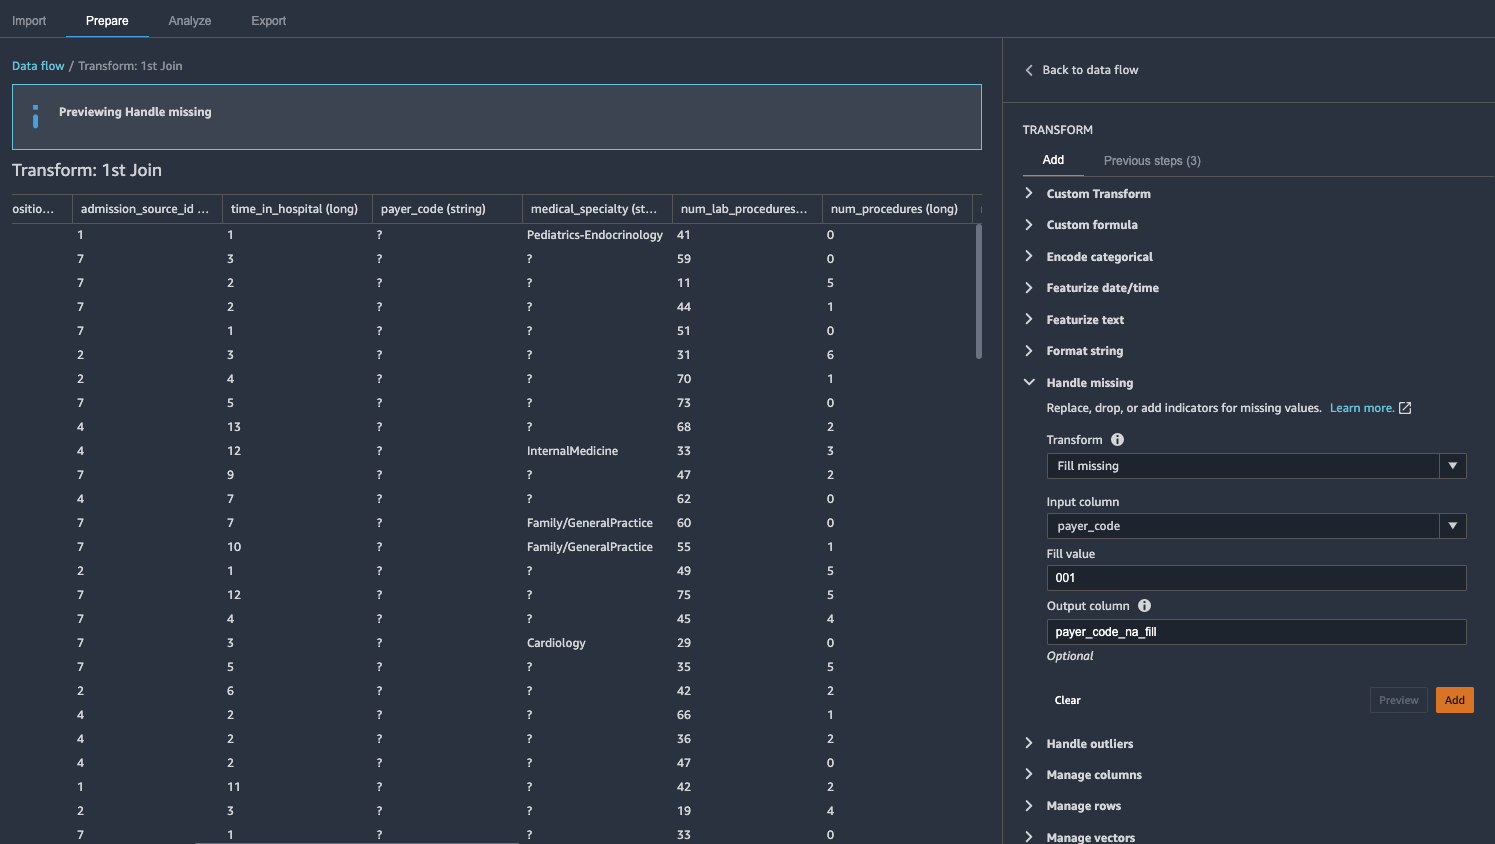 Import Prepare Analyze Export
Data flow / Transform: 1st Join
Previewing Handle missing
Transform: 1st Join
ositio... admission_source_id ... time_in_hospital (long) payer_code (string) medical_specialty (st... num_lab_procedures... num_procedures (long)
1 1 ? Pediatrics-Endocrinology 41 0
7 3 ? ? 59 0
7 2 ? ? 11 5
7 2 ? ? 44 1
7 1 ? ? 51 0
2 3 ? ? 31 6
2 4 ? ? 70 1
7 5 ? ? 73 0
4 13 ? ? 68 2
4 12 ? InternalMedicine 33 3
7 9 ? ? 47 2
4 7 ? ? 62 0
7 7 ? Family/GeneralPractice 60 0
7 10 ? Family/GeneralPractice 55 1
2 1 ? ? 49 5
7 12 ? ? 75 5
7 4 ? ? 45 4
7 3 ? Cardiology 29 0
7 5 ? ? 35 5
2 6 ? ? 42 2
4 2 ? ? 66 1
4 2 ? ? 36 2
4 2 ? ? 47 0
1 11 ? ? 42 2
2 3 ? ? 19 4
7 1 ? ? 33 0
Back to data flow
TRANSFORM
Add Previous steps (3)
Custom Transform
Custom formula
Encode categorical
Featurize date/time
Featurize text
Format string
Handle missing
Replace, drop, or add indicators for missing values. Learn more.
Transform
Fill missing
Input column
payer_code
Fill value
001
Output column
payer_code_na_fill
Optional
Clear Preview Add
Handle outliers
Manage columns
Manage rows
Manage vectors